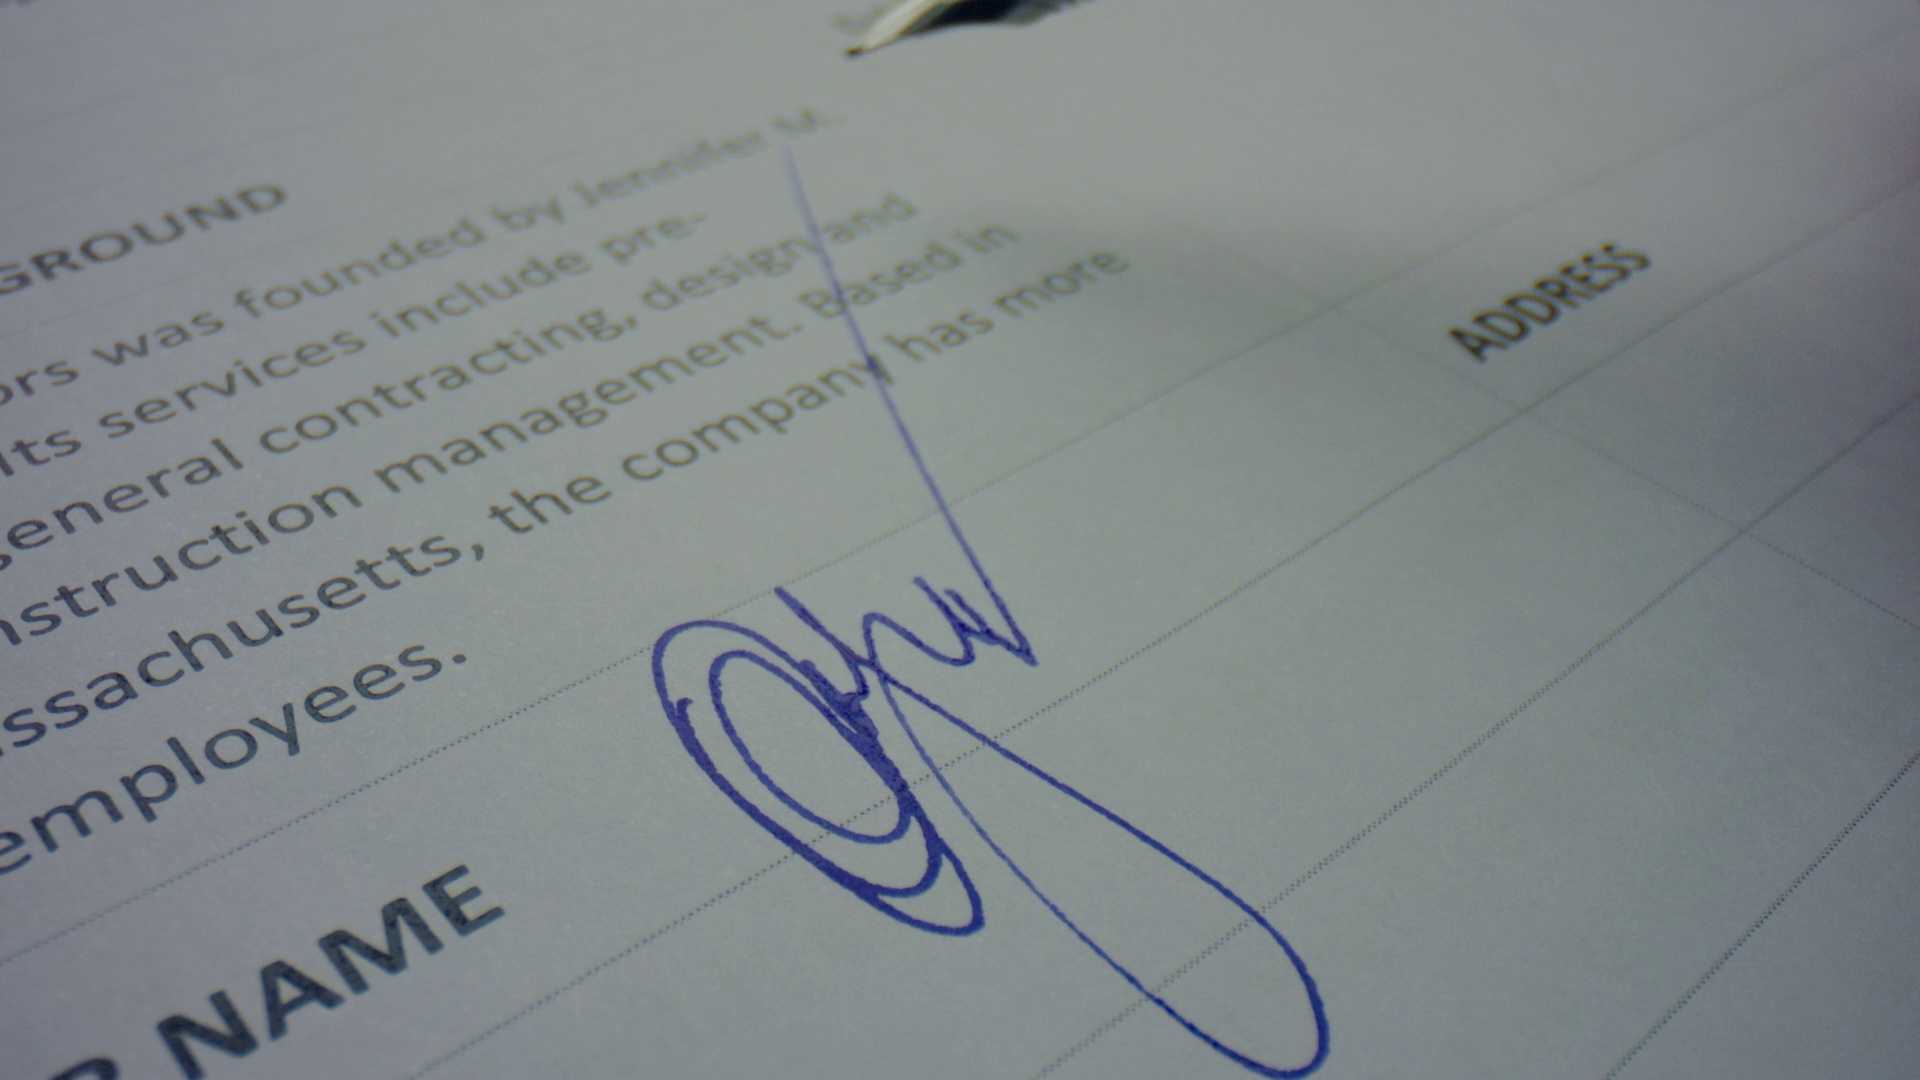 GROUND
ors was founded by Jennifer M.
Its services include pre-
general contracting, design and
nstruction management. Based in
ssachusetts, the company has more
employees.
R NAME
ADDRESS